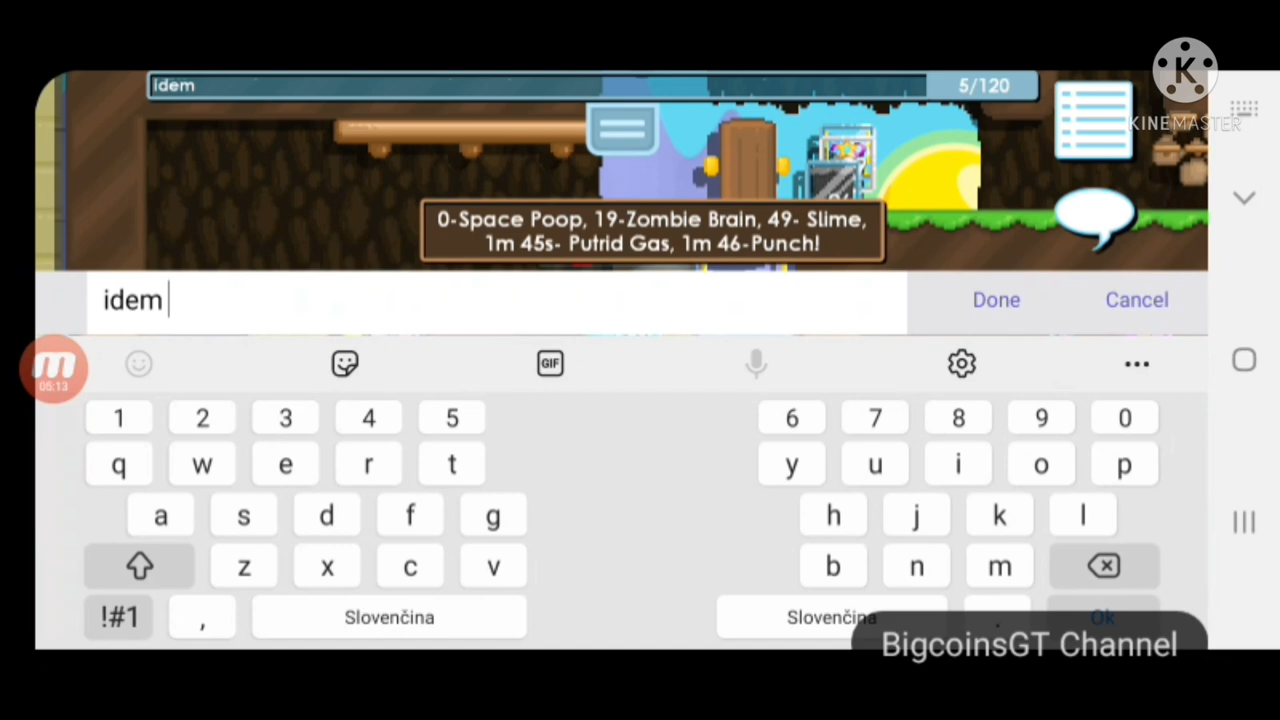 Idem
5/120
KINEMASTER
0-Space Poop, 19-Zombie Brain, 49- Slime,
1m 45s- Putrid Gas, 1m 46-Punch!
idem
Done
Cancel
05:13
GIF
1 2 3 4 5 6 7 8 9 0
q w e r t y u i o p
a s d f g h j k l
z x c v b n m
!#1 , Slovenčina Slovenčina . Ok
BigcoinsGT Channel